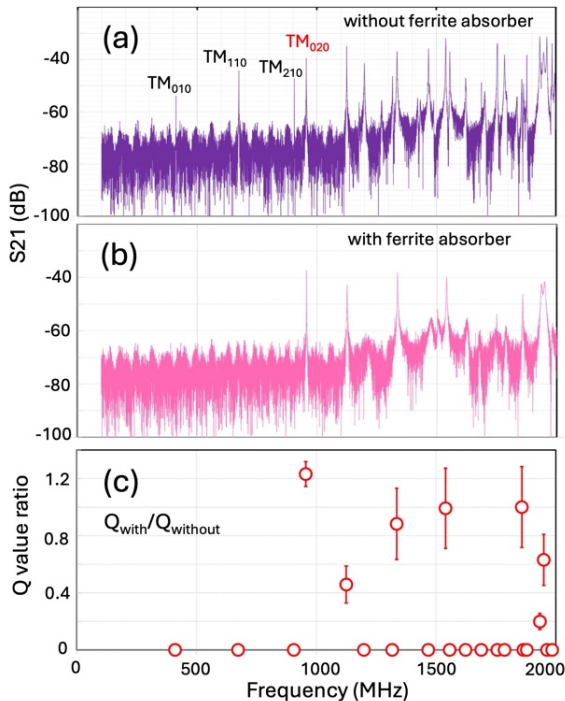 (a)
without ferrite absorber
TM020
TM110
TM210
TM010
-40
-60
-80
-100
S21 (dB)
(b)
with ferrite absorber
-40
-60
-80
-100
(c)
Qwith/Qwithout
Q value ratio
1.2
0.8
0.4
0
0 500 1000 1500 2000
Frequency (MHz)